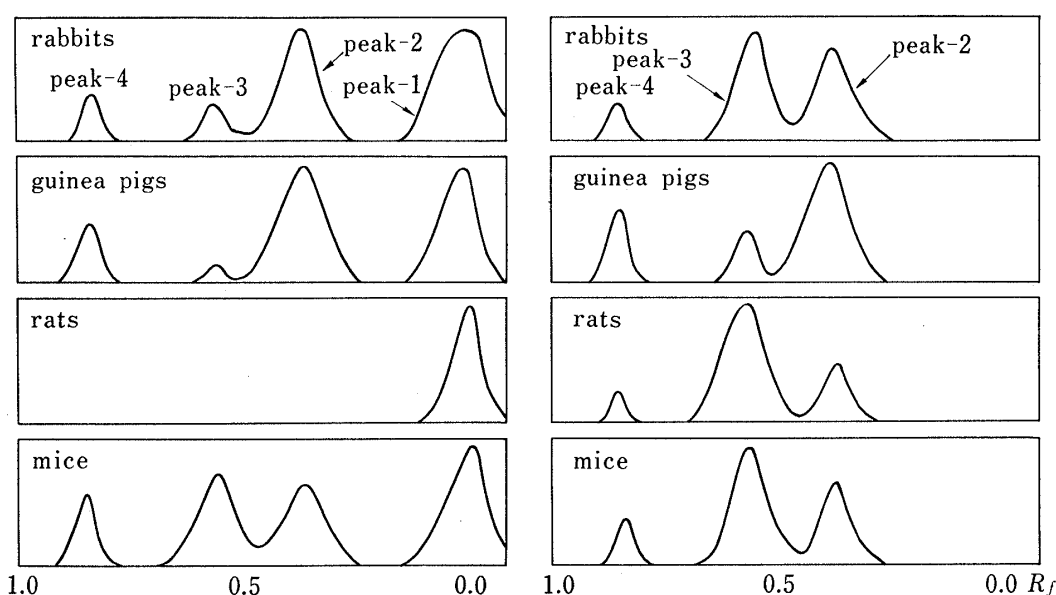 rabbits
peak-4
peak-3
peak-2
peak-1
guinea pigs
rats
mice
1.0 0.5 0.0
rabbits
peak-3
peak-4
peak-2
guinea pigs
rats
mice
1.0 0.5 0.0 Rf